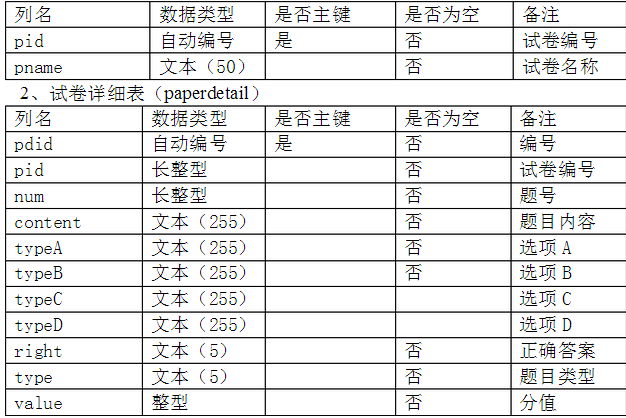 列名 数据类型 是否主键 是否为空 备注
pid 自动编号 是 否 试卷编号
pname 文本（50） 否 试卷名称
2、试卷详细表（paperdetail）
列名 数据类型 是否主键 是否为空 备注
pdid 自动编号 是 否 编号
pid 长整型 否 试卷编号
num 长整型 否 题号
content 文本（255） 否 题目内容
typeA 文本（255） 否 选项 A
typeB 文本（255） 否 选项 B
typeC 文本（255） 选项 C
typeD 文本（255） 选项 D
right 文本（5） 否 正确答案
type 文本（5） 否 题目类型
value 整型 否 分值